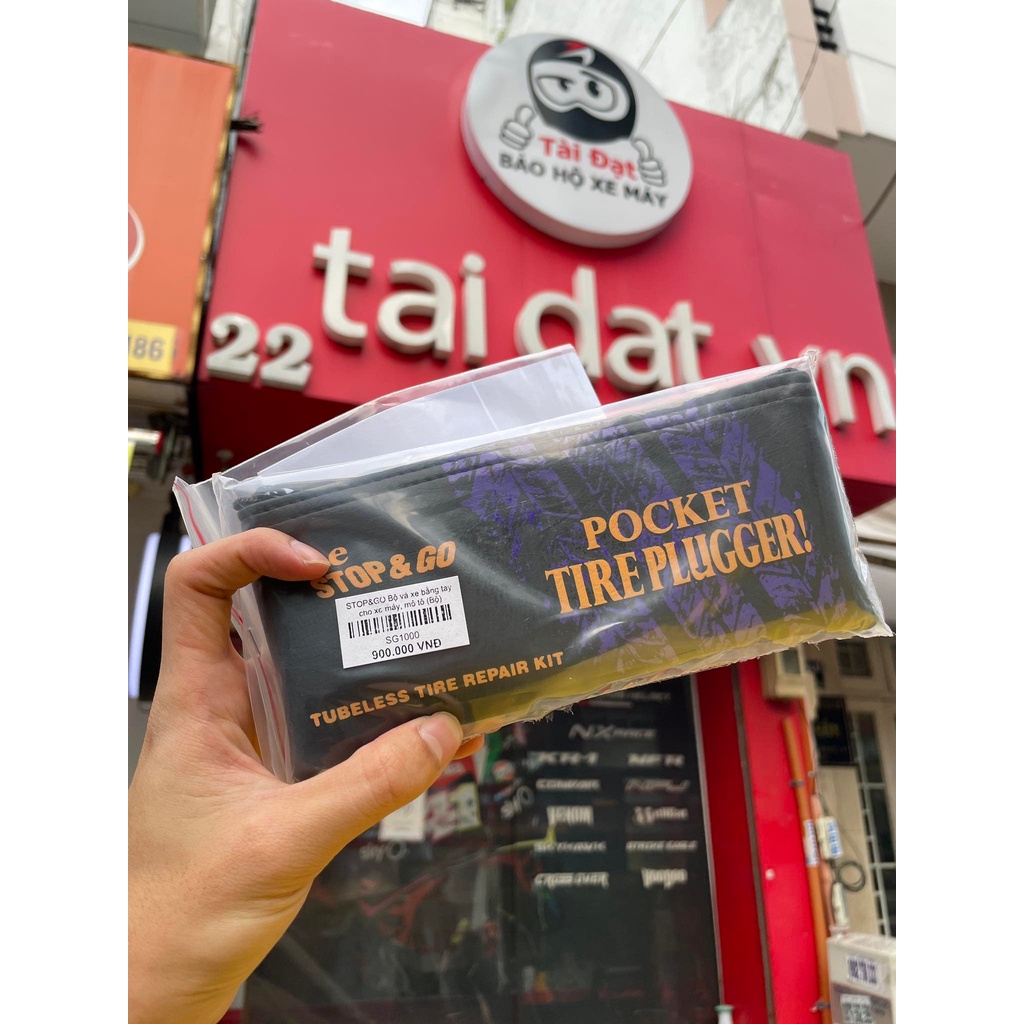 Tài Đạt
BẢO HỘ XE MÁY
22 tai dat vn
186
e
STOP & GO
POCKET
TIRE PLUGGER!
STOP&GO Bộ vá xe bằng tay
cho xe máy, mô tô (Bộ)
SG1000
900.000 VNĐ
TUBELESS TIRE REPAIR KIT